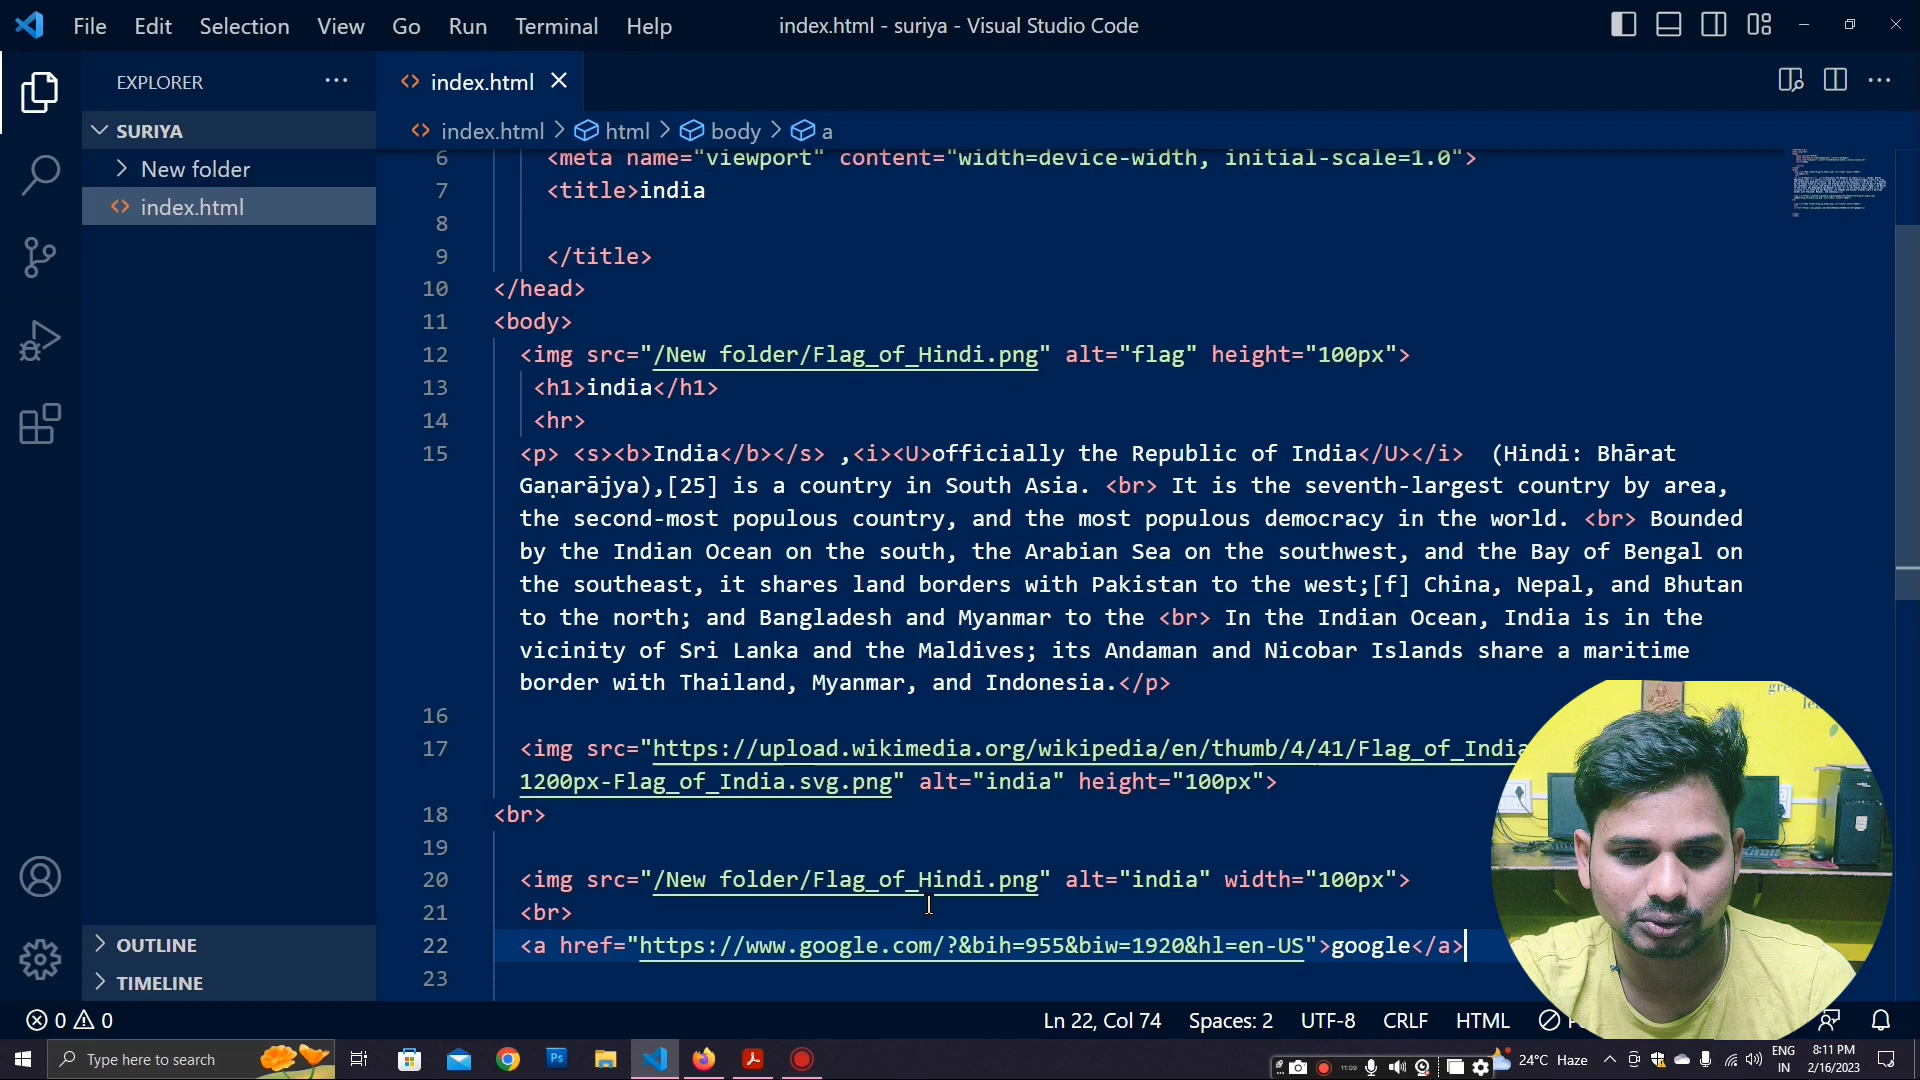 File Edit Selection View Go Run Terminal Help index.html - suriya - Visual Studio Code
EXPLORER ··· <> index.html ×
SURIYA <> index.html > html > body > a
New folder
<> index.html
6 <meta name="viewport" content="width=device-width, initial-scale=1.0">
7 <title>india
8
9 </title>
10 </head>
11 <body>
12 <img src="/New folder/Flag_of_Hindi.png" alt="flag" height="100px">
13 <h1>india</h1>
14 <hr>
15 <p> <s><b>India</b></s> ,<i><U>officially the Republic of India</U></i> (Hindi: Bhārat
Gaṇarājya),[25] is a country in South Asia. <br> It is the seventh-largest country by area,
the second-most populous country, and the most populous democracy in the world. <br> Bounded
by the Indian Ocean on the south, the Arabian Sea on the southwest, and the Bay of Bengal on
the southeast, it shares land borders with Pakistan to the west;[f] China, Nepal, and Bhutan
to the north; and Bangladesh and Myanmar to the <br> In the Indian Ocean, India is in the
vicinity of Sri Lanka and the Maldives; its Andaman and Nicobar Islands share a maritime
border with Thailand, Myanmar, and Indonesia.</p>
16
17 <img src="https://upload.wikimedia.org/wikipedia/en/thumb/4/41/Flag_of_India
1200px-Flag_of_India.svg.png" alt="india" height="100px">
18 <br>
19
20 <img src="/New folder/Flag_of_Hindi.png" alt="india" width="100px">
21 <br>
22 <a href="https://www.google.com/?&bih=955&biw=1920&hl=en-US">google</a>
23
OUTLINE
TIMELINE
0 0 Ln 22, Col 74 Spaces: 2 UTF-8 CRLF HTML
Type here to search 11:09 24°C Haze ENG IN 8:11 PM 2/16/2023